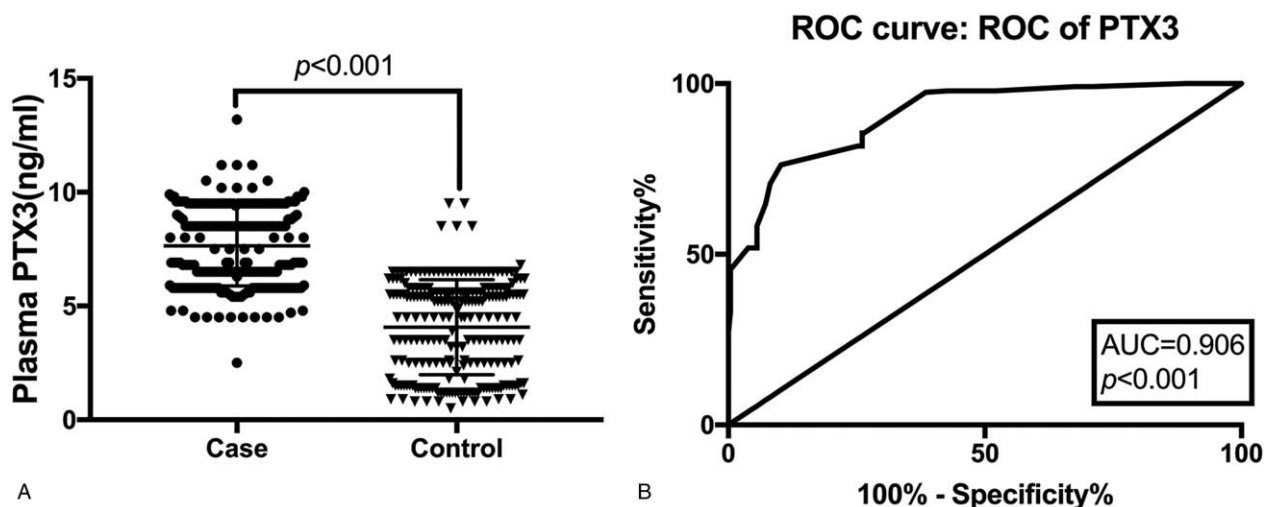 p<0.001
15
10
5
0
Plasma PTX3(ng/ml)
Case Control
A
ROC curve: ROC of PTX3
100
50
0
Sensitivity%
AUC=0.906
p<0.001
0 50 100
100% - Specificity%
B